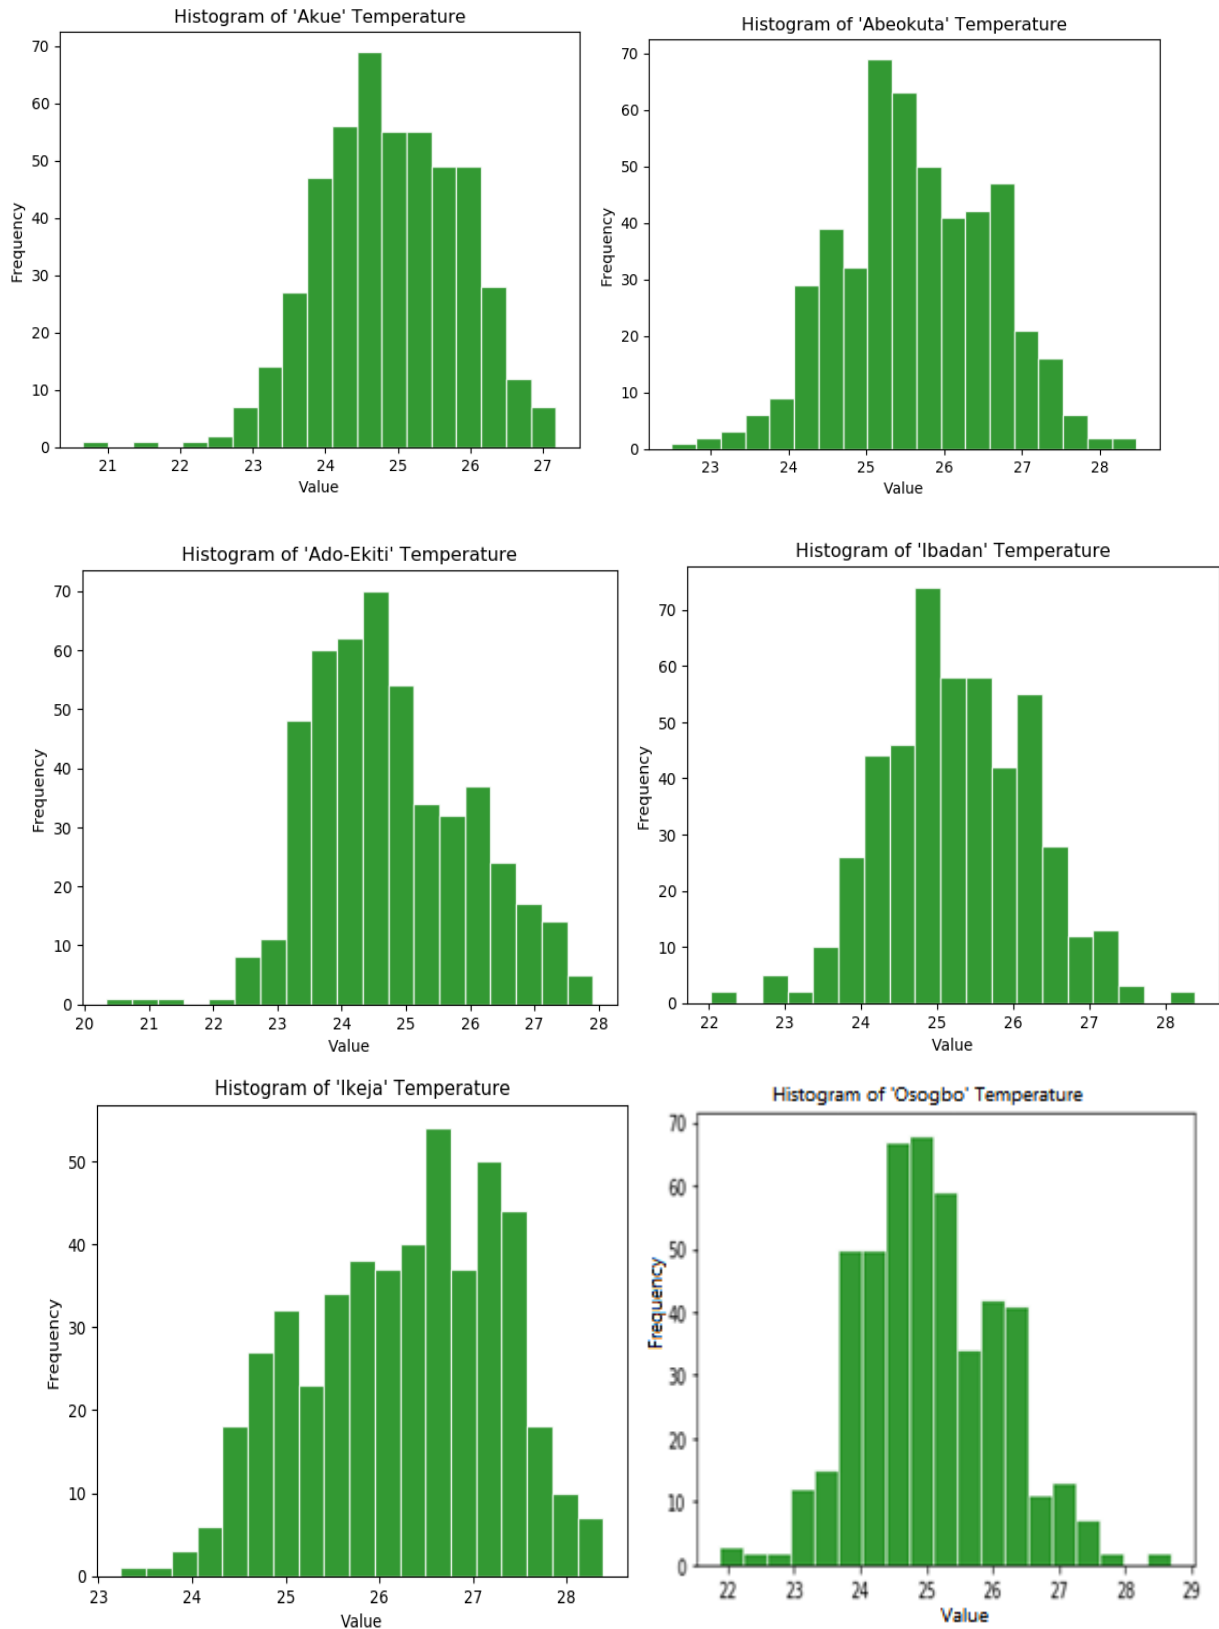 Histogram of 'Akue' Temperature
70
60
50
40
30
20
10
0
Frequency
21 22 23 24 25 26 27
Value
Histogram of 'Abeokuta' Temperature
70
60
50
40
30
20
10
0
Frequency
23 24 25 26 27 28
Value
Histogram of 'Ado-Ekiti' Temperature
70
60
50
40
30
20
10
0
Frequency
20 21 22 23 24 25 26 27 28
Value
Histogram of 'Ibadan' Temperature
70
60
50
40
30
20
10
0
Frequency
22 23 24 25 26 27 28
Value
Histogram of 'Ikeja' Temperature
50
40
30
20
10
0
Frequency
23 24 25 26 27 28
Value
Histogram of 'Osogbo' Temperature
70
60
50
40
30
20
10
0
Frequency
22 23 24 25 26 27 28 29
Value